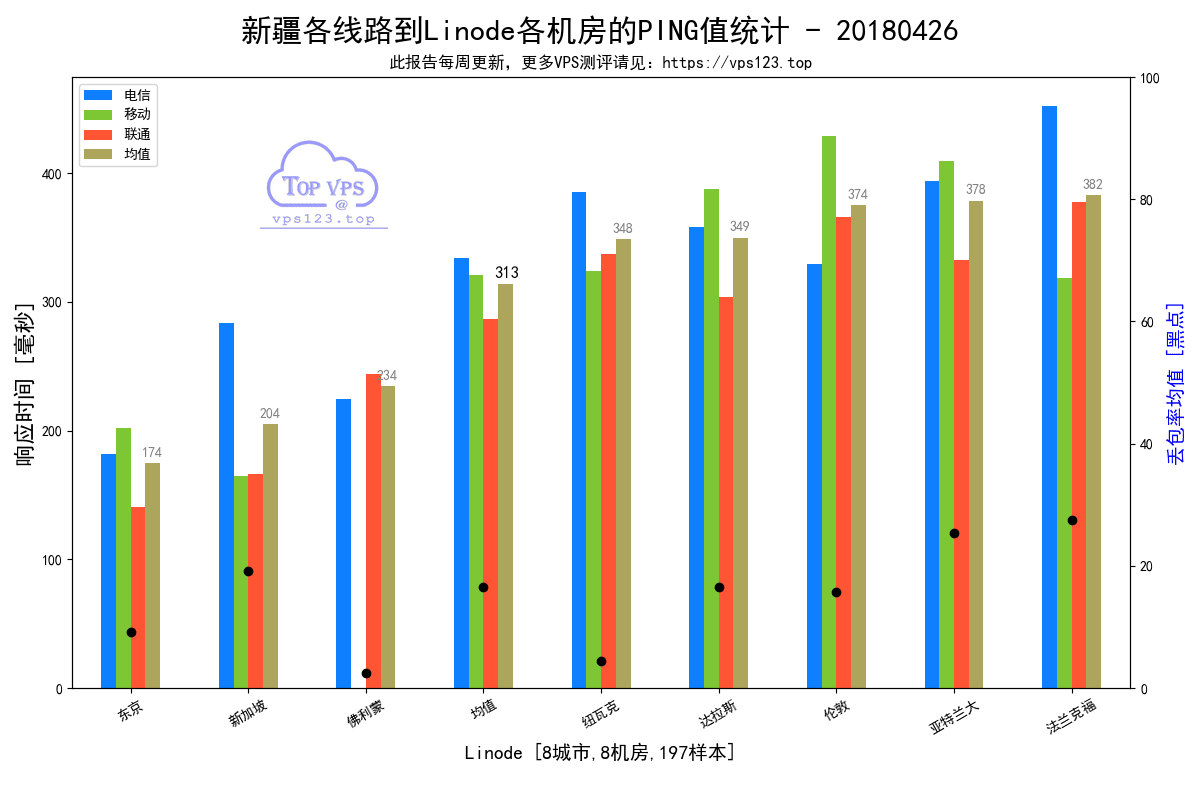 新疆各线路到Linode各机房的PING值统计 - 20180426
此报告每周更新，更多VPS测评请见：https://vps123.top
电信
移动
联通
均值
TOP VPS
@
vps123.top
响应时间 [毫秒]
丢包率均值 [黑点]
400
300
200
100
0
100
80
60
40
20
0
174
204
234
313
348
349
374
378
382
东京
新加坡
佛利蒙
均值
纽瓦克
达拉斯
伦敦
亚特兰大
法兰克福
Linode [8城市,8机房,197样本]